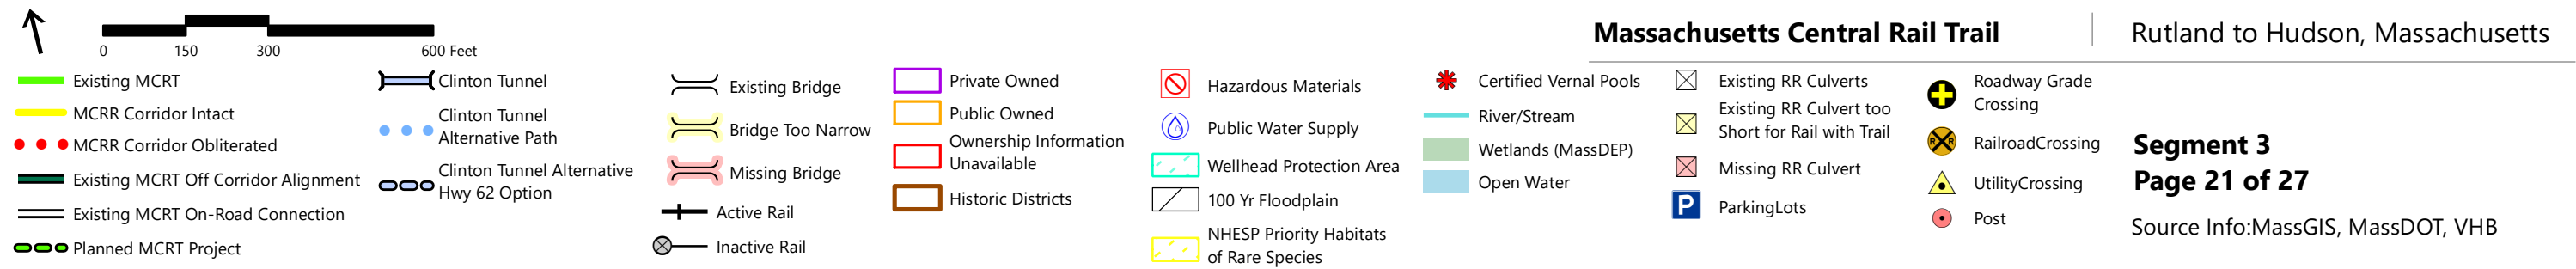 0 150 300 600 Feet
Existing MCRT
MCRR Corridor Intact
MCRR Corridor Obliterated
Existing MCRT Off Corridor Alignment
Existing MCRT On-Road Connection
Planned MCRT Project
Clinton Tunnel
Clinton Tunnel
Alternative Path
Clinton Tunnel Alternative
Hwy 62 Option
Existing Bridge
Bridge Too Narrow
Missing Bridge
Active Rail
Inactive Rail
Private Owned
Public Owned
Ownership Information
Unavailable
Historic Districts
Hazardous Materials
Public Water Supply
Wellhead Protection Area
100 Yr Floodplain
NHESP Priority Habitats
of Rare Species
Certified Vernal Pools
River/Stream
Wetlands (MassDEP)
Open Water
Massachusetts Central Rail Trail
Rutland to Hudson, Massachusetts
Existing RR Culverts
Existing RR Culvert too
Short for Rail with Trail
Missing RR Culvert
P
ParkingLots
Roadway Grade
Crossing
R R
RailroadCrossing
UtilityCrossing
Post
Segment 3
Page 21 of 27
Source Info:MassGIS, MassDOT, VHB